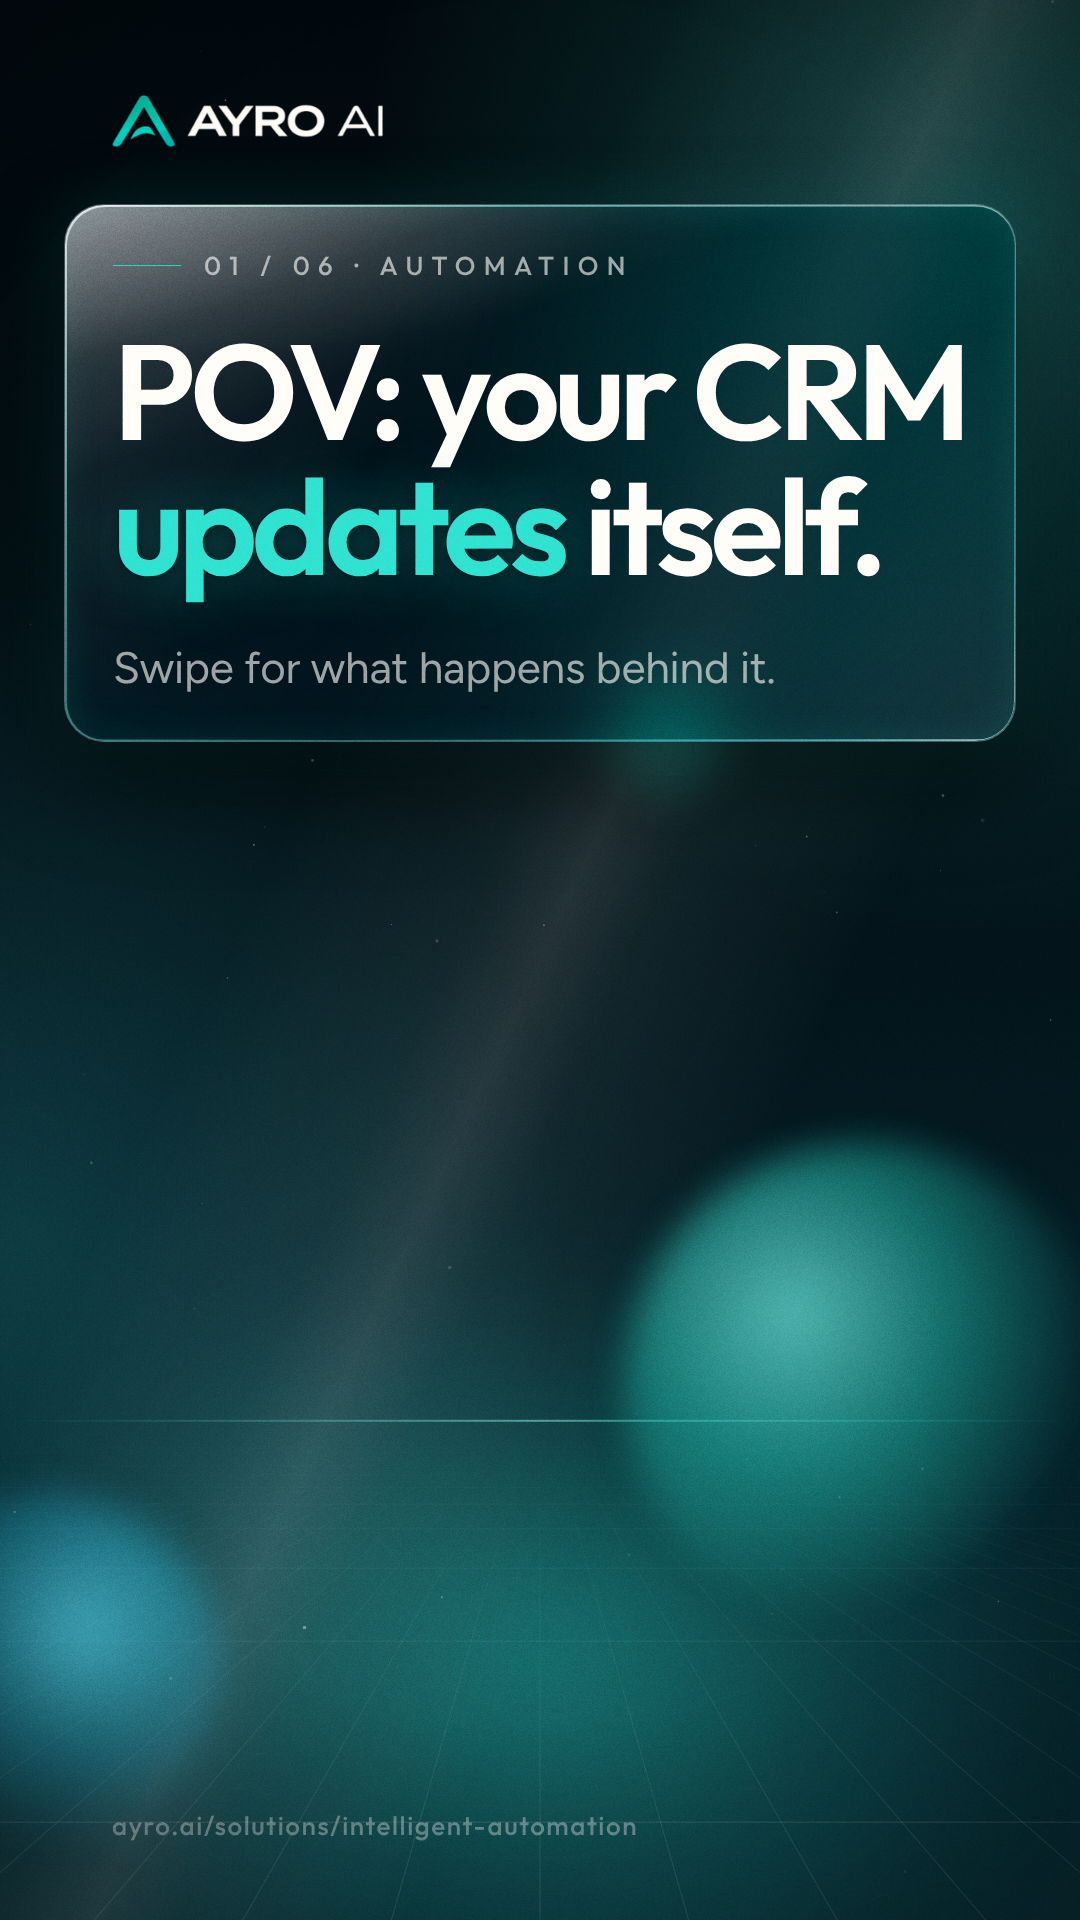 AYRO AI
01 / 06 · AUTOMATION
POV: your CRM
updates itself.
Swipe for what happens behind it.
ayro.ai/solutions/intelligent-automation